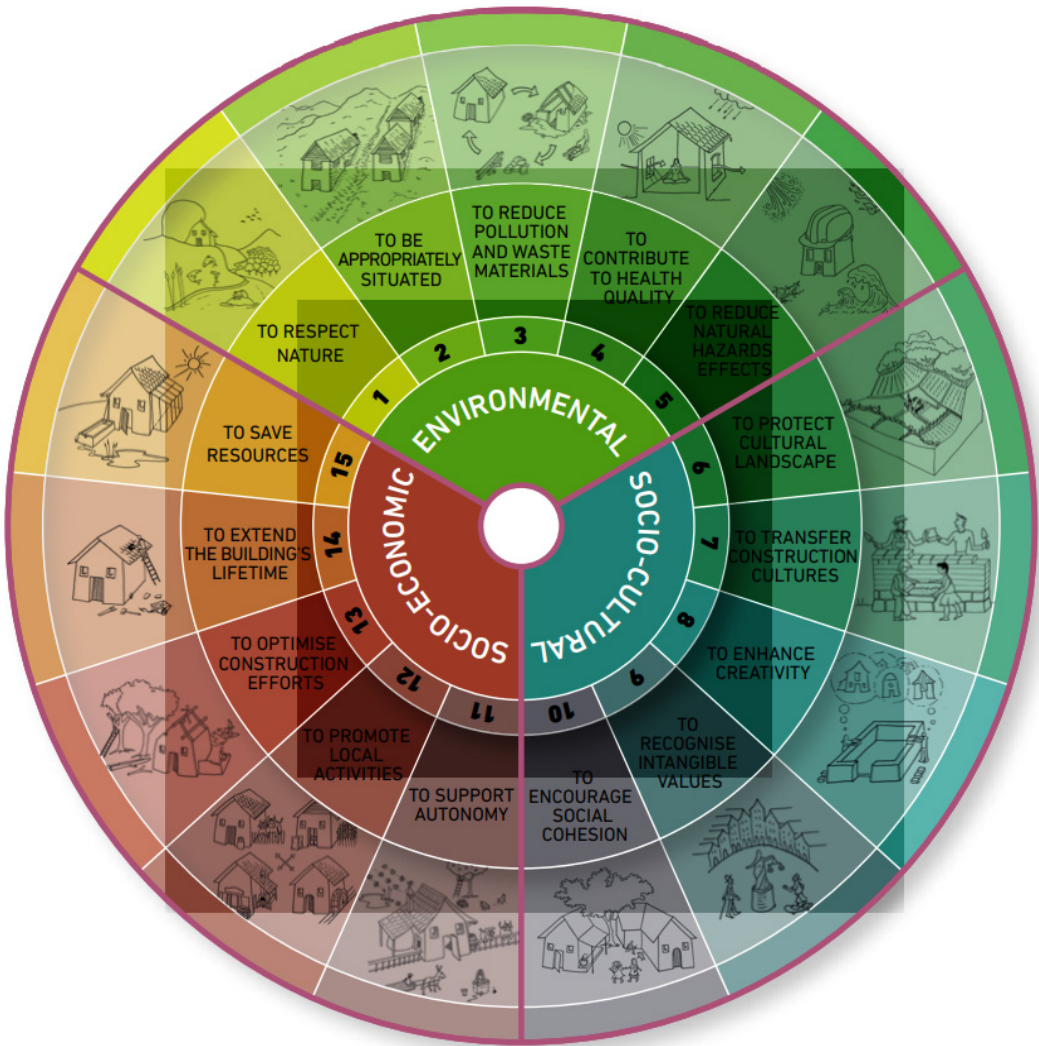 ENVIRONMENTAL
1
TO RESPECT
NATURE
2
TO BE
APPROPRIATELY
SITUATED
3
TO REDUCE
POLLUTION
AND WASTE
MATERIALS
4
TO
CONTRIBUTE
TO HEALTH
QUALITY
5
TO REDUCE
NATURAL
HAZARDS
EFFECTS
SOCIO-CULTURAL
6
TO PROTECT
CULTURAL
LANDSCAPE
7
TO TRANSFER
CONSTRUCTION
CULTURES
8
TO ENHANCE
CREATIVITY
9
TO
RECOGNISE
INTANGIBLE
VALUES
10
TO
ENCOURAGE
SOCIAL
COHESION
SOCIO-ECONOMIC
11
TO SUPPORT
AUTONOMY
12
TO PROMOTE
LOCAL
ACTIVITIES
13
TO OPTIMISE
CONSTRUCTION
EFFORTS
14
TO EXTEND
THE BUILDING'S
LIFETIME
15
TO SAVE
RESOURCES